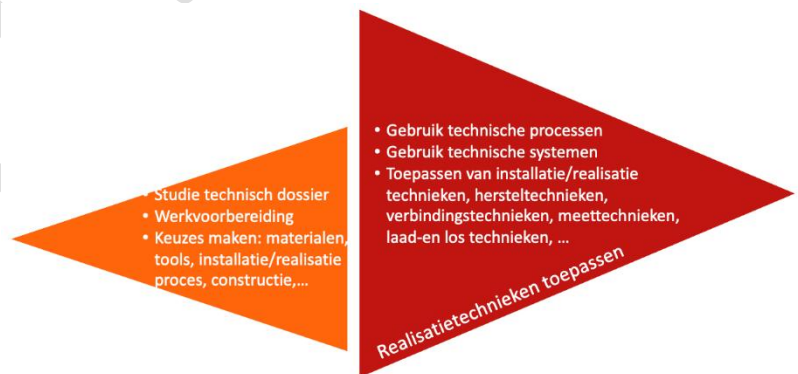 • Studie technisch dossier
• Werkvoorbereiding
• Keuzes maken: materialen,
tools, installatie/realisatie
proces, constructie,...
• Gebruik technische processen
• Gebruik technische systemen
• Toepassen van installatie/realisatie
technieken, hersteltechnieken,
verbindingstechnieken, meettechnieken,
laad-en los technieken, ...
Realisatietechnieken toepassen